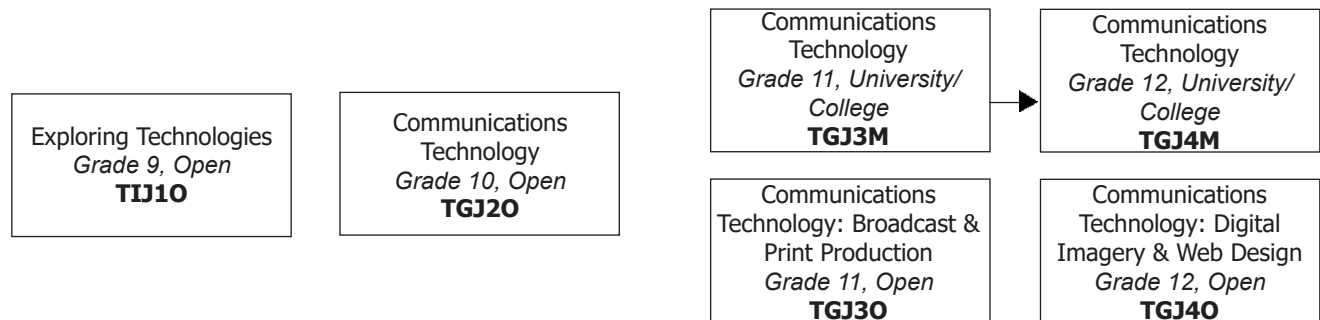 Exploring Technologies
Grade 9, Open
TIJ1O
Communications
Technology
Grade 10, Open
TGJ2O
Communications
Technology
Grade 11, University/
College
TGJ3M
Communications
Technology
Grade 12, University/
College
TGJ4M
Communications
Technology: Broadcast &
Print Production
Grade 11, Open
TGJ3O
Communications
Technology: Digital
Imagery & Web Design
Grade 12, Open
TGJ4O